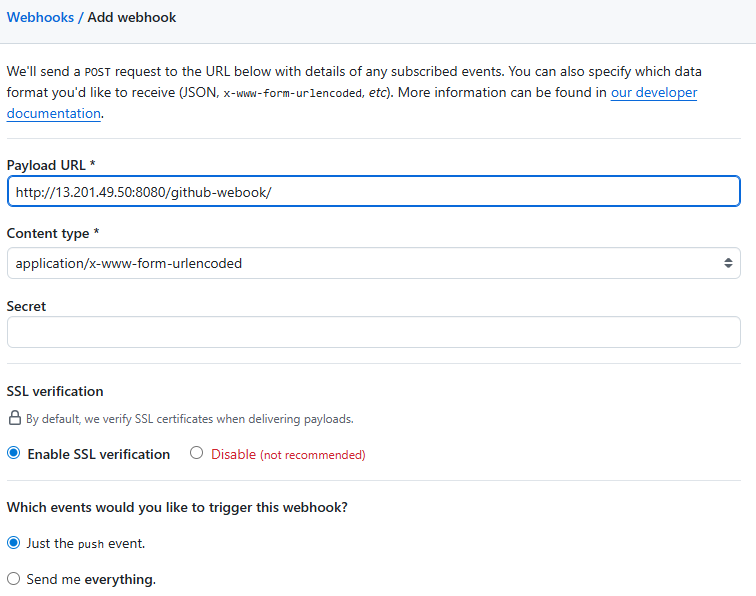 Webhooks / Add webhook
We'll send a POST request to the URL below with details of any subscribed events. You can also specify which data
format you'd like to receive (JSON, x-www-form-urlencoded, etc). More information can be found in our developer
documentation.
Payload URL *
http://13.201.49.50:8080/github-webook/
Content type *
application/x-www-form-urlencoded
Secret
SSL verification
By default, we verify SSL certificates when delivering payloads.
Enable SSL verification Disable (not recommended)
Which events would you like to trigger this webhook?
Just the push event.
Send me everything.